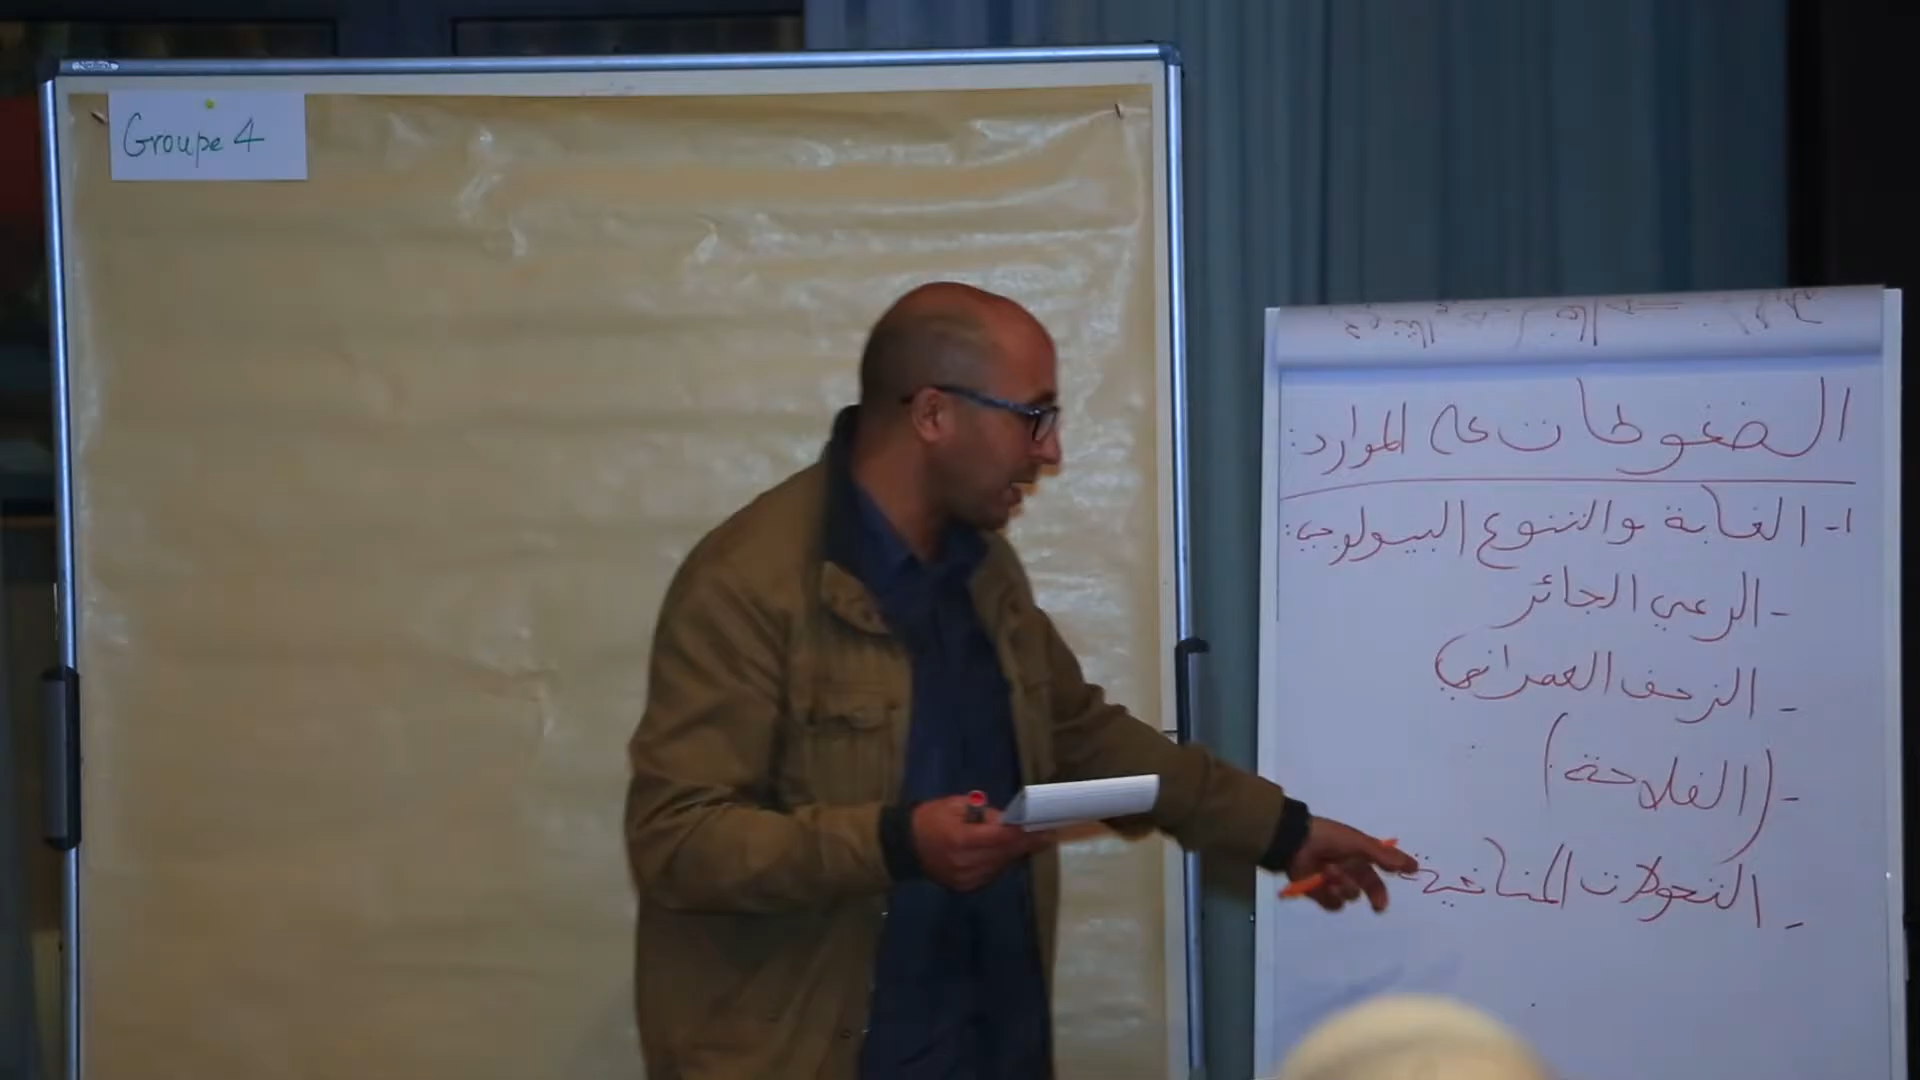 Groupe 4
الضغوطات على الموارد:
1- الغابة والتنوع البيولوجي:
- الرعي الجائر
- الزحف العمراني
- (الفلاحة)
- التحولات المناخية